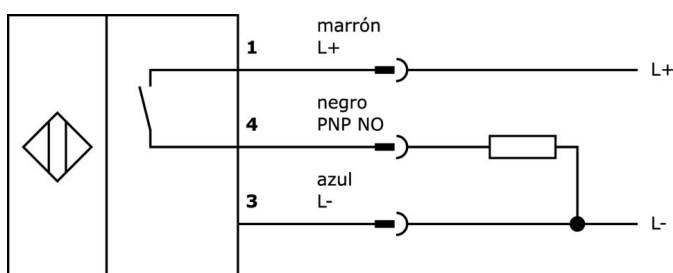 marrón
1 L+
L+
negro
4 PNP NO
azul
3 L-
L-